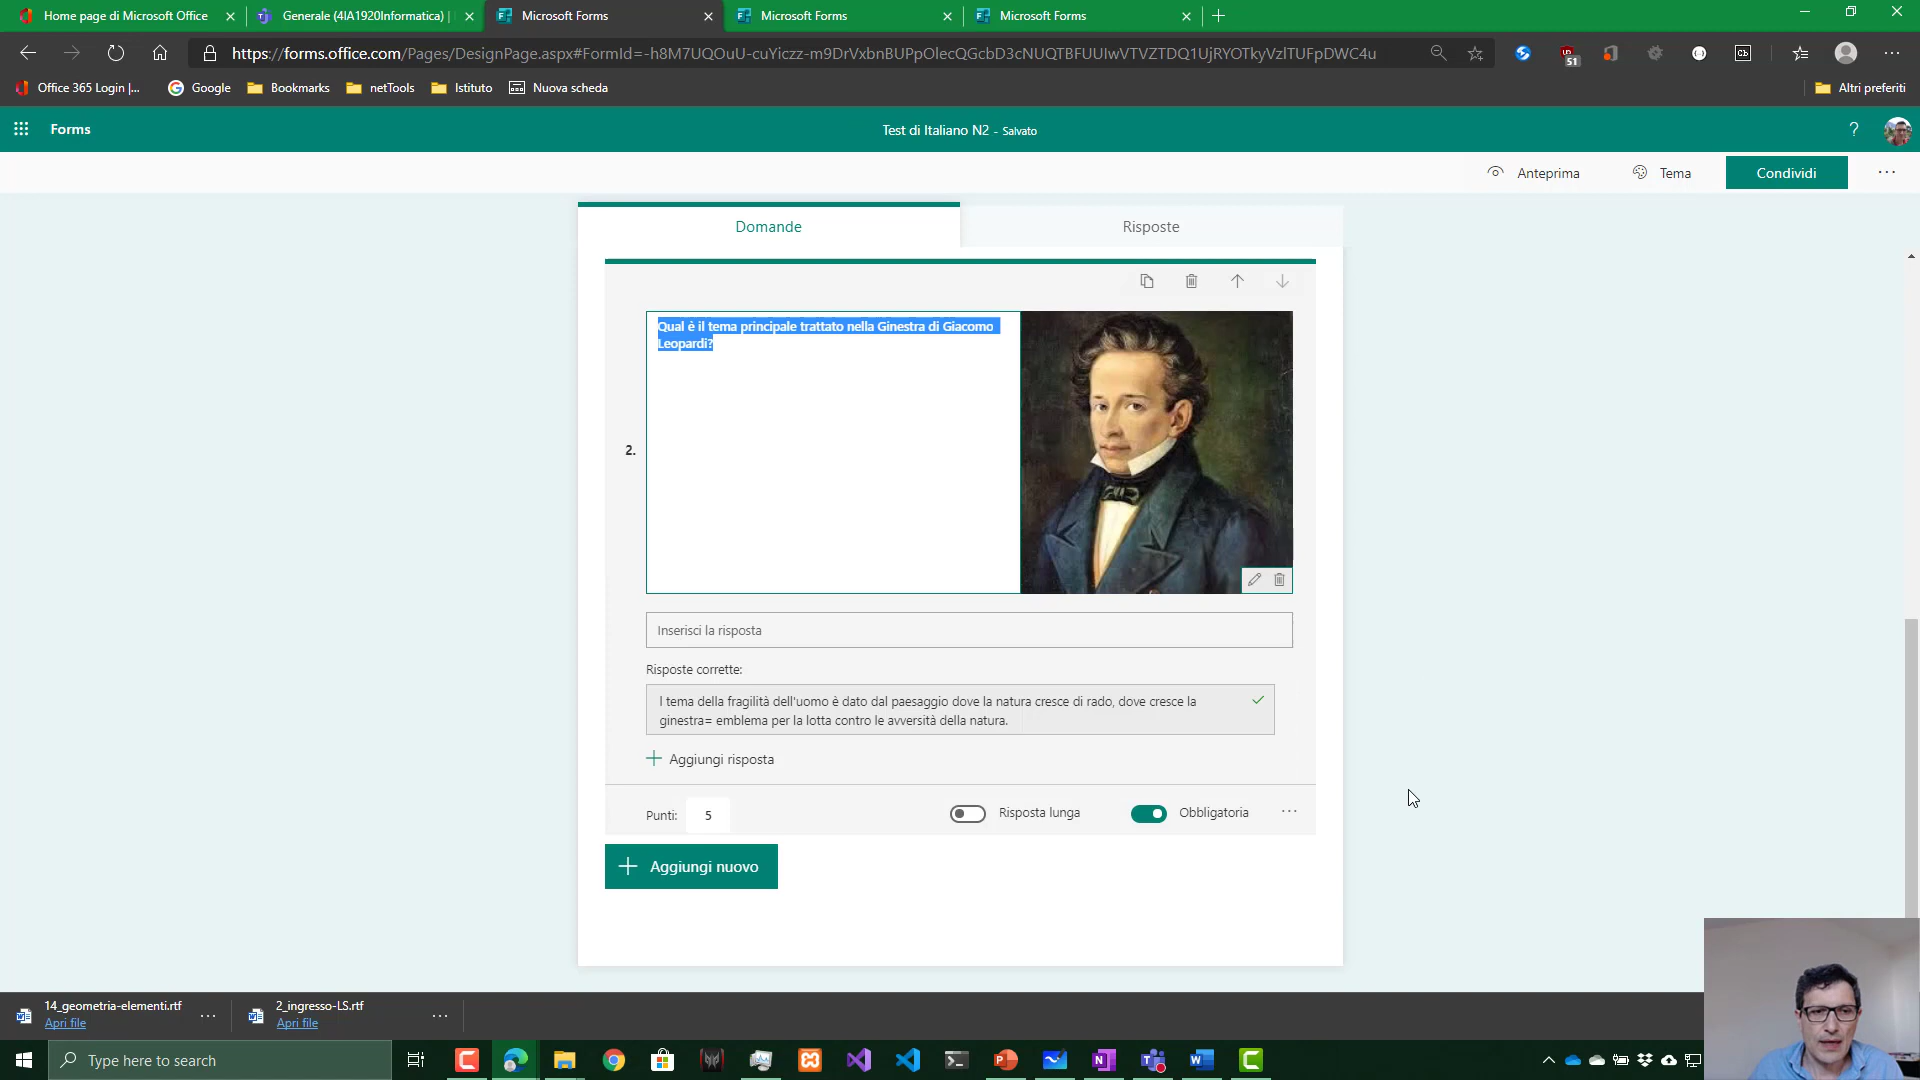 Home page di Microsoft Office
Generale (4IA1920Informatica) |
Microsoft Forms
Microsoft Forms
Microsoft Forms
https://forms.office.com/Pages/DesignPage.aspx#FormId=-h8M7UQOuU-cuYiczz-m9DrVxbnBUPpOlecQGcbD3cNUQTBFUUIwVTVZTDQ1UjRYOTkyVzlTUFpDWC4u
51
Office 365 Login |...
Google
Bookmarks
netTools
Istituto
Nuova scheda
Altri preferiti
Forms
Test di Italiano N2 - Salvato
?
Anteprima
Tema
Condividi
...
Domande
Risposte
Qual è il tema principale trattato nella Ginestra di Giacomo
Leopardi?
2.
Inserisci la risposta
Risposte corrette:
l tema della fragilità dell'uomo è dato dal paesaggio dove la natura cresce di rado, dove cresce la
ginestra= emblema per la lotta contro le avversità della natura.
Aggiungi risposta
Punti:
5
Risposta lunga
Obbligatoria
...
Aggiungi nuovo
14_geometria-elementi.rtf
Apri file
...
2_ingresso-LS.rtf
Apri file
...
Type here to search